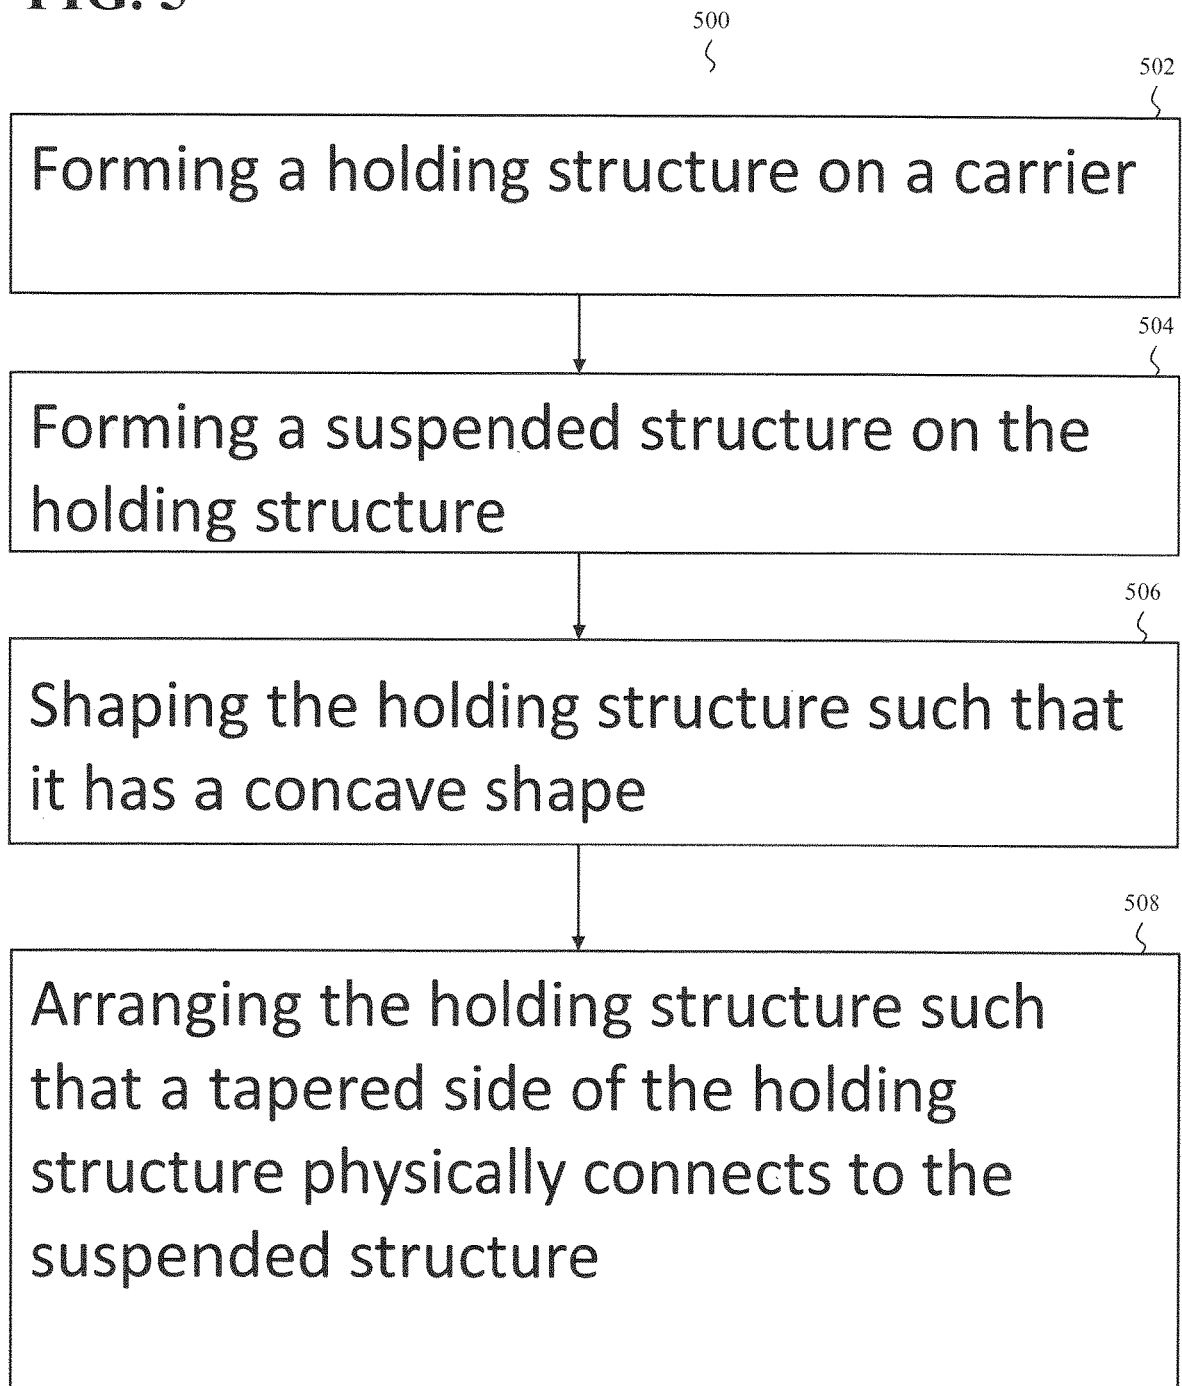 FIG. 5
500
502
Forming a holding structure on a carrier
504
Forming a suspended structure on the
holding structure
506
Shaping the holding structure such that
it has a concave shape
508
Arranging the holding structure such
that a tapered side of the holding
structure physically connects to the
suspended structure